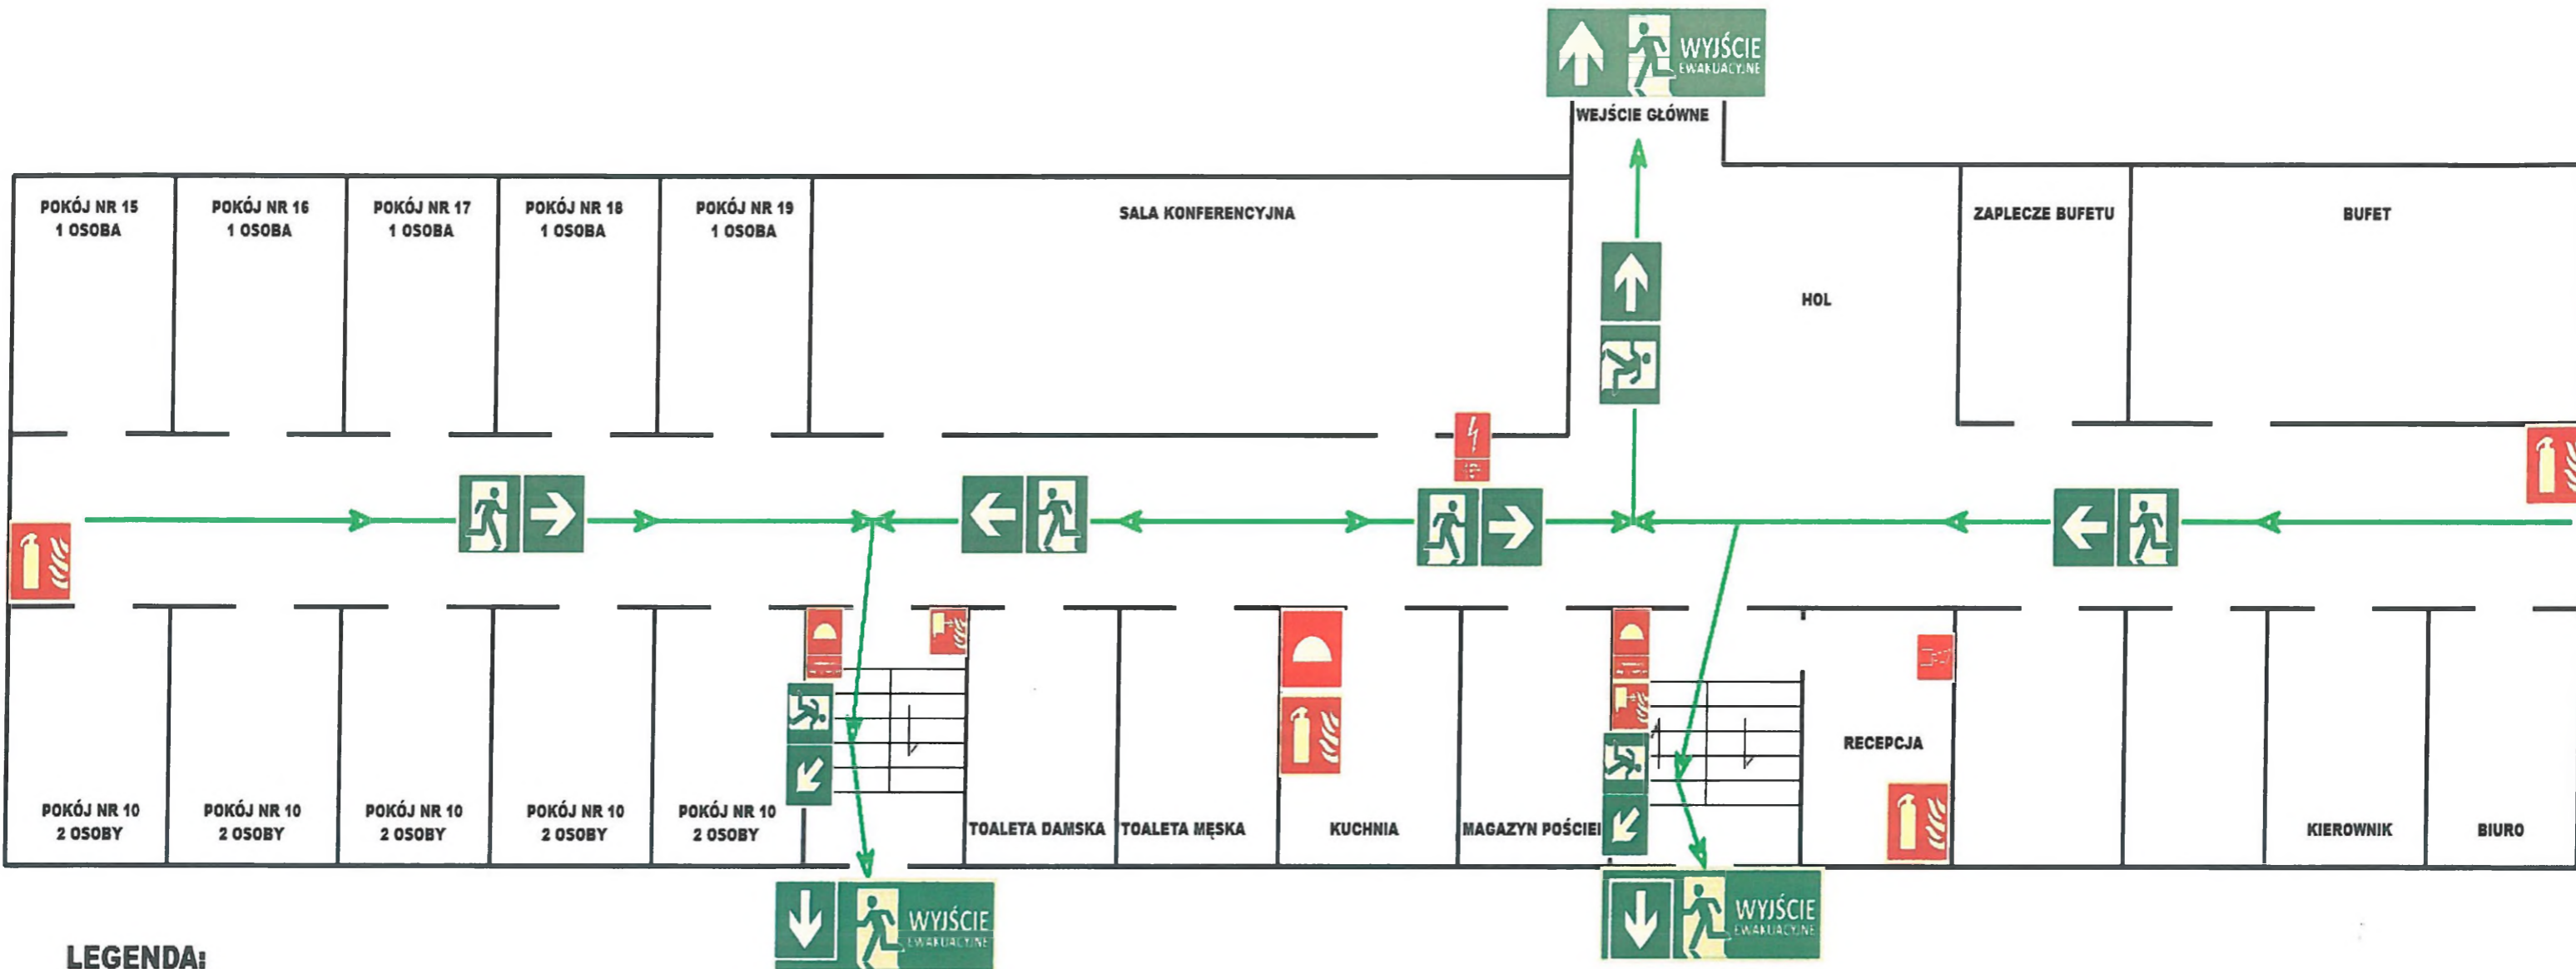 WYJŚCIE
EWAKUACYJNE
WEJŚCIE GŁÓWNE
POKÓJ NR 15
1 OSOBA
POKÓJ NR 16
1 OSOBA
POKÓJ NR 17
1 OSOBA
POKÓJ NR 18
1 OSOBA
POKÓJ NR 19
1 OSOBA
SALA KONFERENCYJNA
HOL
ZAPLECZE BUFETU
BUFET
POKÓJ NR 10
2 OSOBY
POKÓJ NR 10
2 OSOBY
POKÓJ NR 10
2 OSOBY
POKÓJ NR 10
2 OSOBY
POKÓJ NR 10
2 OSOBY
TOALETA DAMSKA
TOALETA MĘSKA
KUCHNIA
MAGAZYN POŚCIEL
RECEPCJA
KIEROWNIK
BIURO
WYJŚCIE
EWAKUACYJNE
WYJŚCIE
EWAKUACYJNE
LEGENDA: